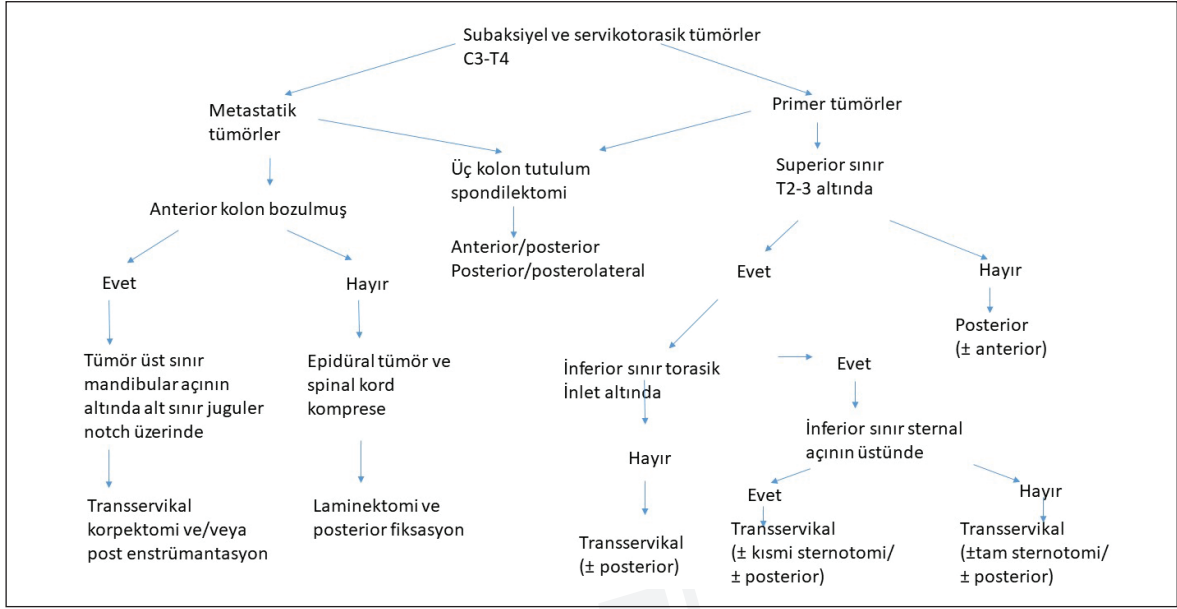 Subaksiyel ve servikotorasik tümörler
C3-T4
Metastatik
tümörler
Primer tümörler
Üç kolon tutulum
spondilektomi
Superior sınır
T2-3 altında
Anterior kolon bozulmuş
Anterior/posterior
Posterior/posterolateral
Evet
Hayır
Evet
Hayır
Posterior
(± anterior)
Tümör üst sınır
mandibular açının
altında alt sınır juguler
notch üzerinde
Epidüral tümör ve
spinal kord
komprese
İnferior sınır torasik
İnlet altında
Evet
İnferior sınır sternal
açının üstünde
Hayır
Evet
Hayır
Transservikal
korpektomi ve/veya
post enstrümantasyon
Laminektomi ve
posterior fiksasyon
Transservikal
(± posterior)
Transservikal
(± kısmi sternotomi/
± posterior)
Transservikal
(±tam sternotomi/
± posterior)